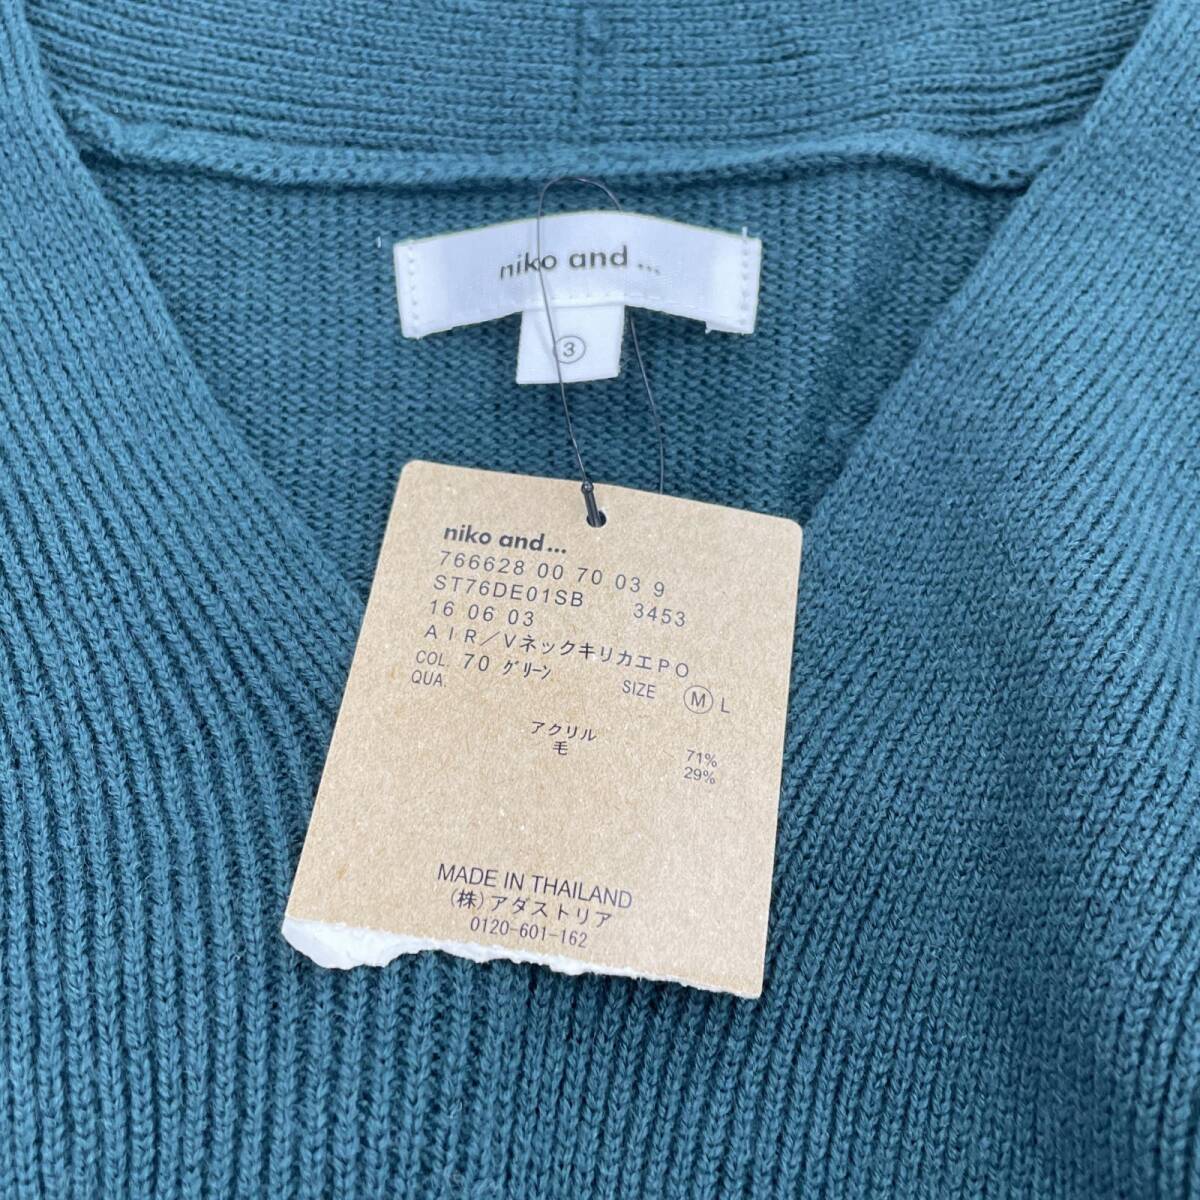 niko and ...
③
niko and...
766628 00 70 03 9
ST76DE01SB 3453
16 06 03
AIR/VネックキリカエPO
COL. 70 グリーン SIZE Ⓜ L
QUA.
アクリル 71%
毛 29%
MADE IN THAILAND
(株)アダストリア
0120-601-162